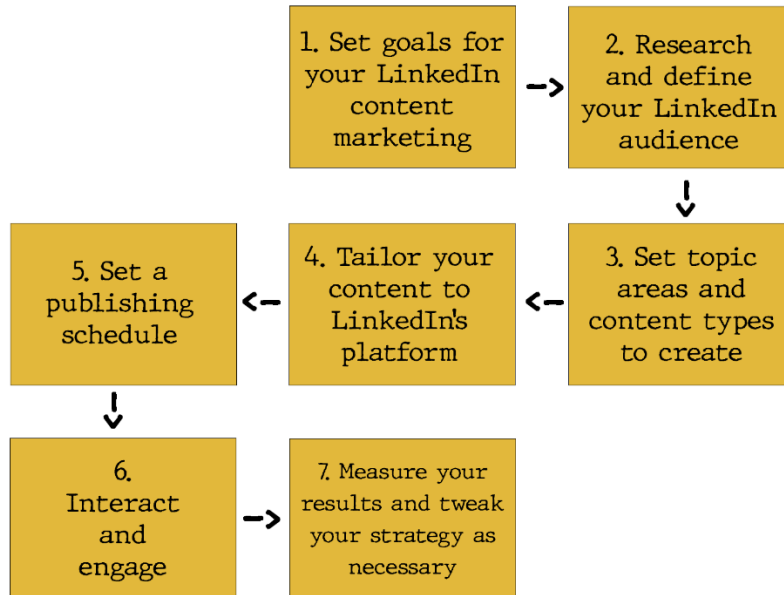 1. Set goals for
your LinkedIn
content
marketing
2. Research
and define
your LinkedIn
audience
3. Set topic
areas and
content types
to create
4. Tailor your
content to
LinkedIn's
platform
5. Set a
publishing
schedule
6.
Interact
and
engage
7. Measure your
results and tweak
your strategy as
necessary